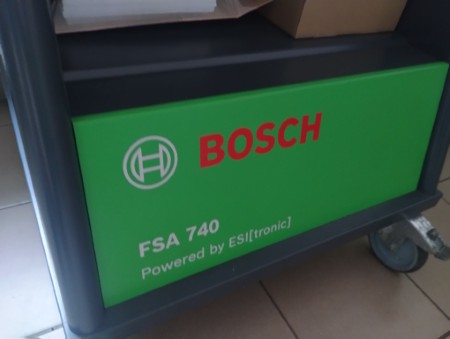 BOSCH
FSA 740
Powered by ESI[tronic]